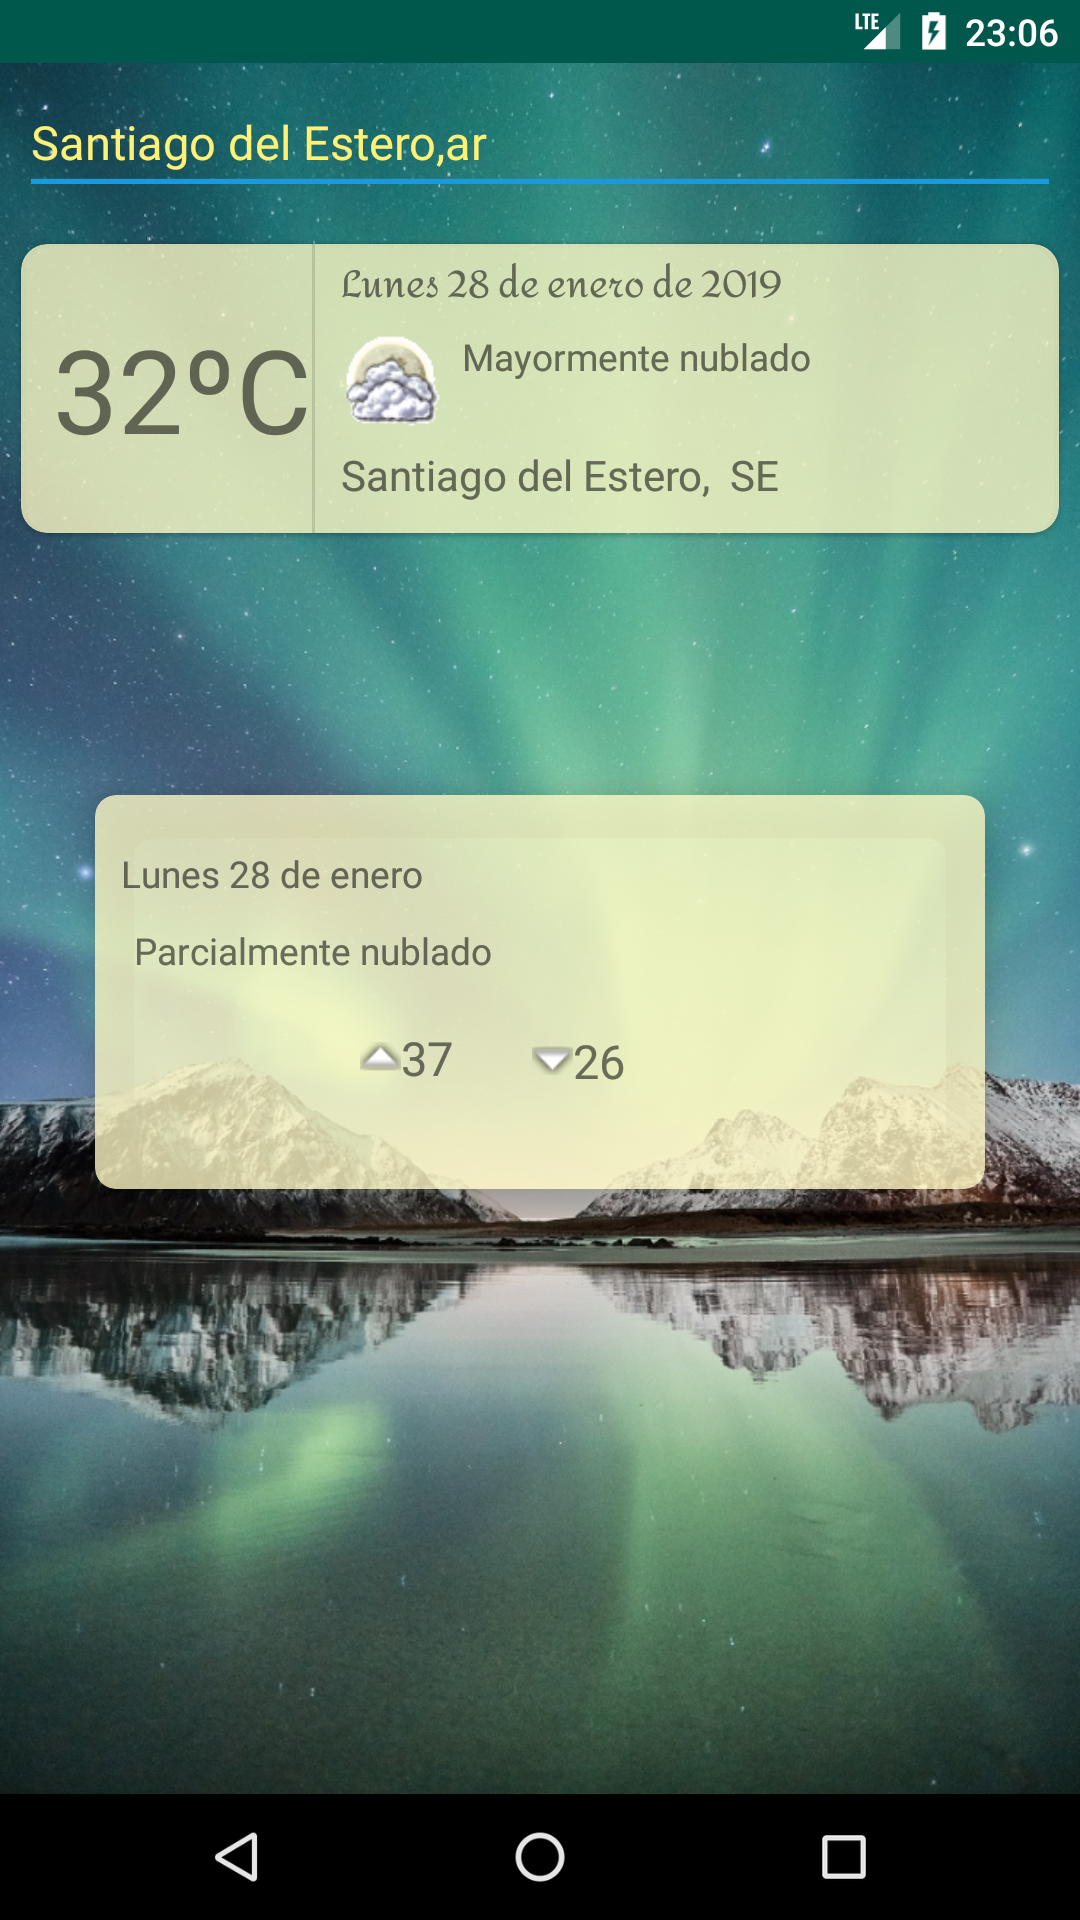 LTE 23:06
Santiago del Estero,ar
Lunes 28 de enero de 2019
32ºC
Mayormente nublado
Santiago del Estero,  SE
Lunes 28 de enero
Parcialmente nublado
37 26